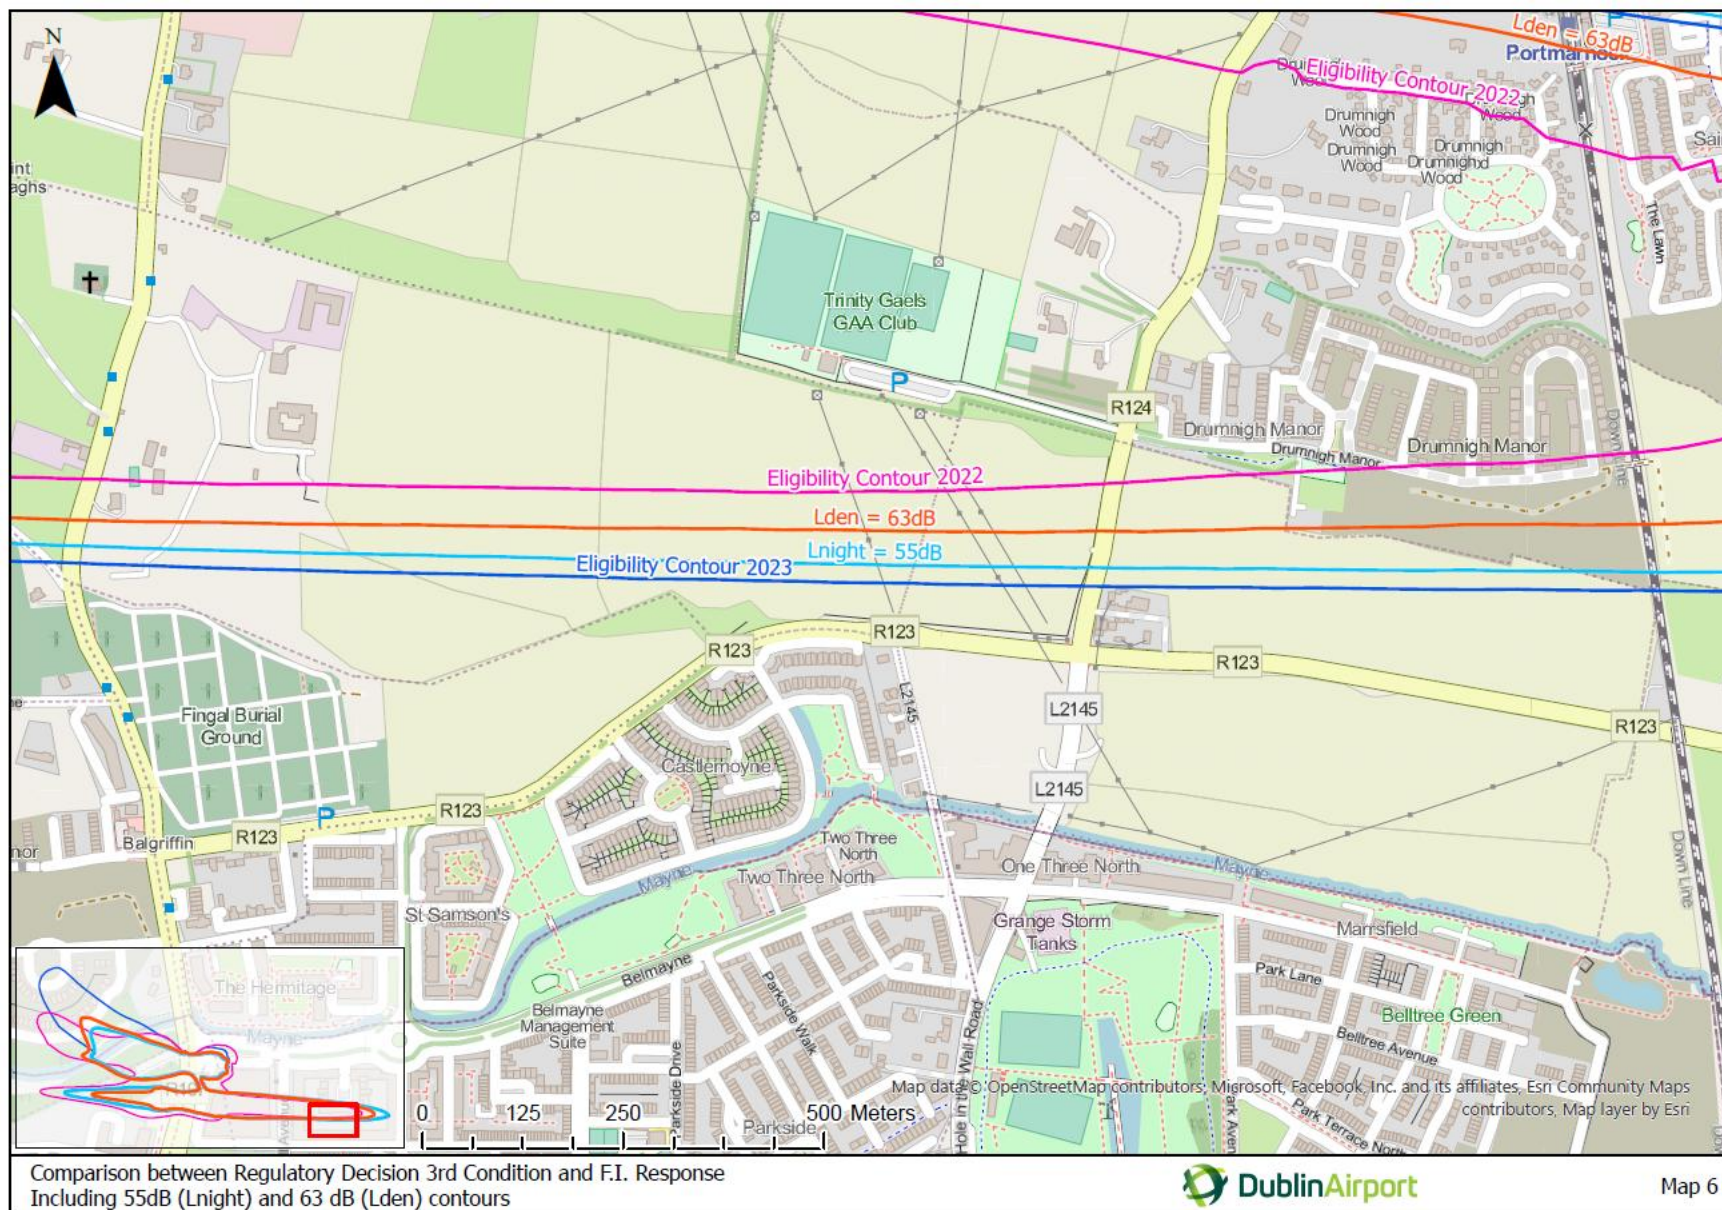 N
Lden = 63dB
P
Portmarnock
Drumnigh
Wood
Eligibility Contour 2022
Drumnigh
Wood
Drumnigh
Wood
Drumnigh
Wood
Drumnigh
Wood
The Lawn
Trinity Gaels
GAA Club
P
R124
Drumnigh Manor
Drumnigh Manor
Drumnigh Manor
Down Line
Eligibility Contour 2022
Lden = 63dB
Lnight = 55dB
Eligibility Contour 2023
R123
R123
R123
L2145
L2145
R123
Fingal Burial
Ground
Castlemoyne
L2145
R123
P
R123
Balgriffin
Two Three
North
Two Three North
Mayne
One Three North
Mayne
Down Line
St Samson's
Grange Storm
Tanks
Marrsfield
Belmayne
Park Lane
The Hermitage
Mayne
Belmayne
Management
Suite
Parkside Walk
Parkside Drive
Hole in the Wall Road
Belltree Green
Belltree Avenue
Park Terrace North
Parkside
0 125 250 500 Meters
Map data © OpenStreetMap contributors, Microsoft, Facebook, Inc. and its affiliates, Esri Community Maps
contributors, Map layer by Esri
Comparison between Regulatory Decision 3rd Condition and F.I. Response
Including 55dB (Lnight) and 63 dB (Lden) contours
DublinAirport
Map 6